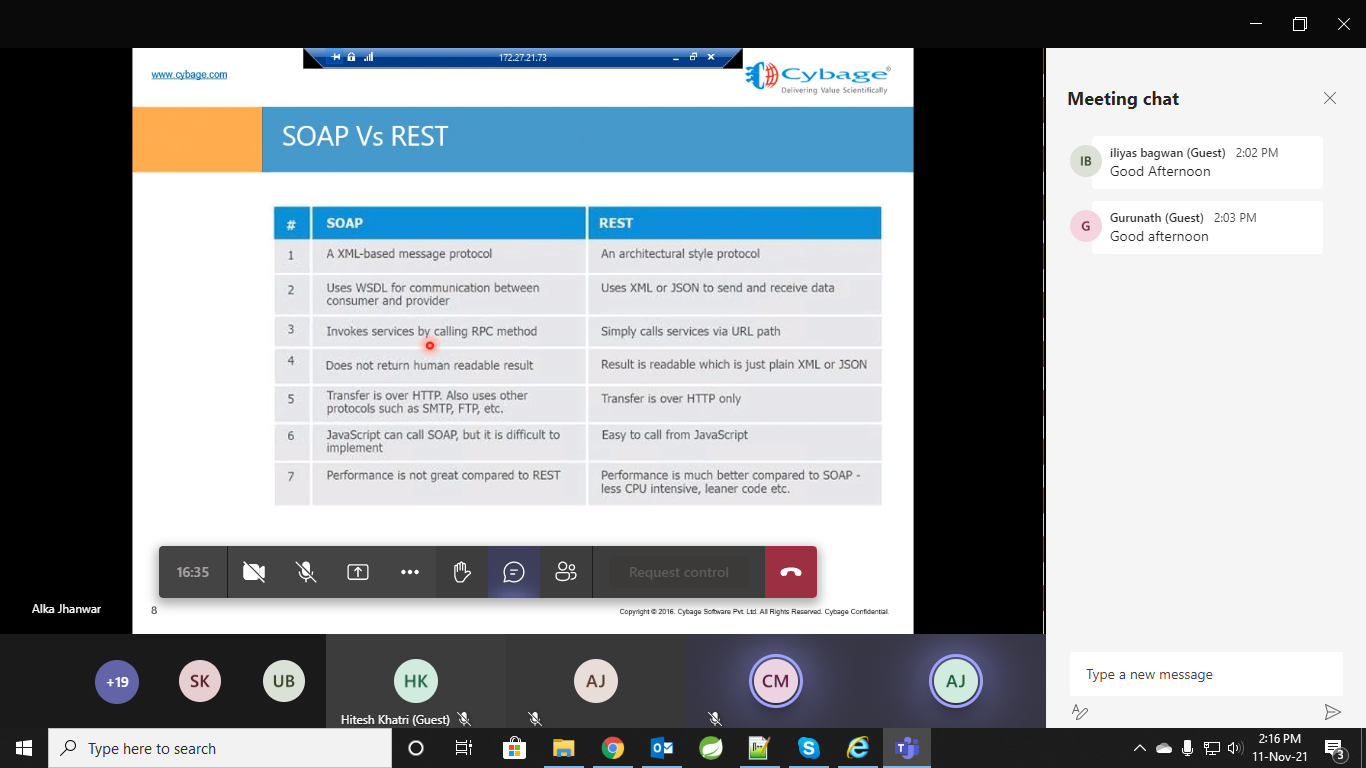 172.27.21.73
www.cybage.com
Cybage®
Delivering Value Scientifically
SOAP Vs REST
# SOAP REST
1 A XML-based message protocol An architectural style protocol
2 Uses WSDL for communication between Uses XML or JSON to send and receive data
consumer and provider
3 Invokes services by calling RPC method Simply calls services via URL path
4 Does not return human readable result Result is readable which is just plain XML or JSON
5 Transfer is over HTTP. Also uses other Transfer is over HTTP only
protocols such as SMTP, FTP, etc.
6 JavaScript can call SOAP, but it is difficult to Easy to call from JavaScript
implement
7 Performance is not great compared to REST Performance is much better compared to SOAP -
less CPU intensive, leaner code etc.
16:35
Request control
Alka Jhanwar
8
Copyright © 2016. Cybage Software Pvt. Ltd. All Rights Reserved. Cybage Confidential.
+19 SK UB HK AJ CM AJ
Hitesh Khatri (Guest)
Meeting chat
IB
iliyas bagwan (Guest) 2:02 PM
Good Afternoon
G
Gurunath (Guest) 2:03 PM
Good afternoon
Type a new message
Type here to search
2:16 PM
11-Nov-21
3